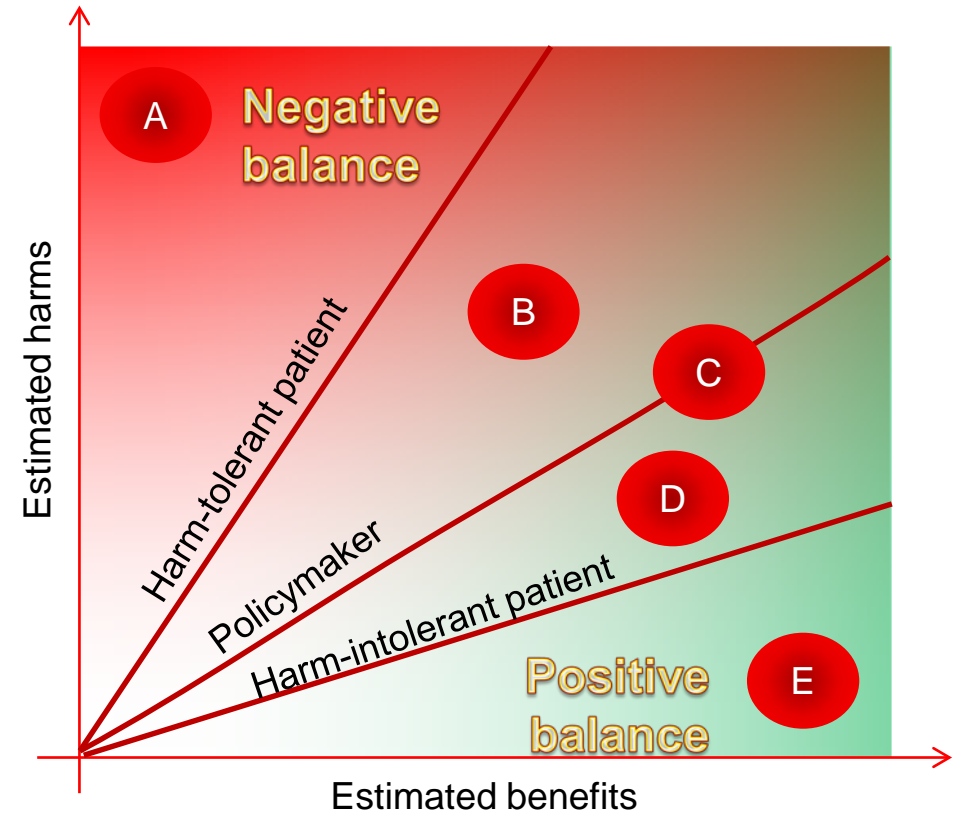 A
Negative
balance
Estimated harms
Harm-tolerant patient
B
C
Policymaker
D
Harm-intolerant patient
Positive
balance
E
Estimated benefits